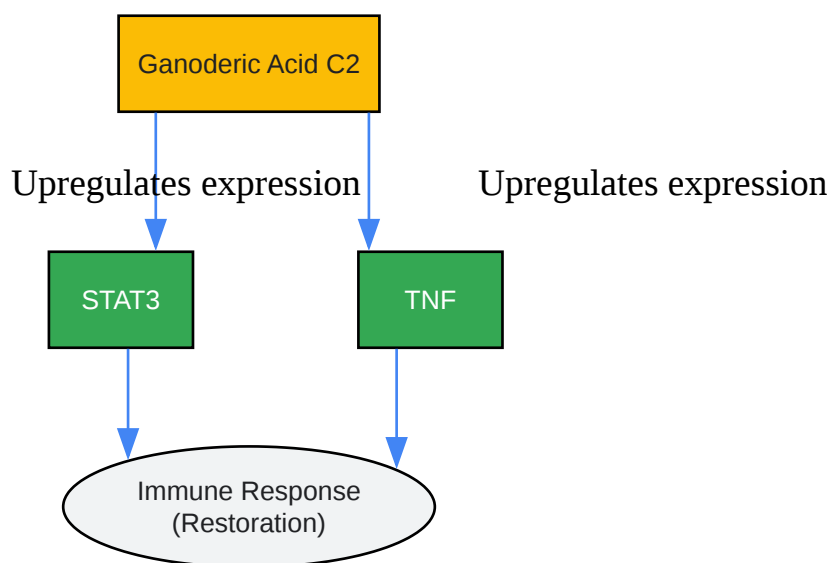 Ganoderic Acid C2
Upregulates expression
Upregulates expression
STAT3
TNF
Immune Response
(Restoration)